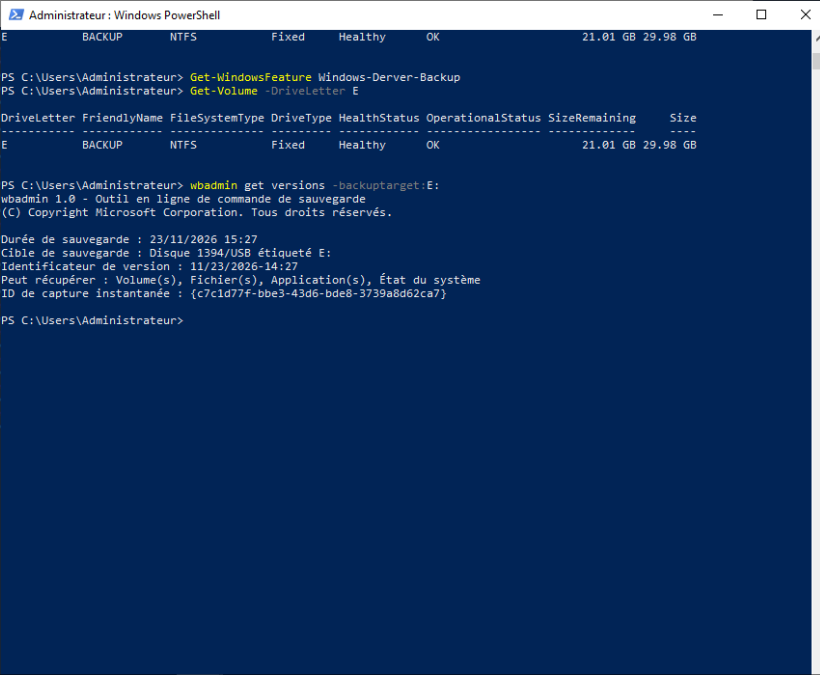 Administrateur : Windows PowerShell
E BACKUP NTFS Fixed Healthy OK 21.01 GB 29.98 GB
PS C:\Users\Administrateur> Get-WindowsFeature Windows-Derver-Backup
PS C:\Users\Administrateur> Get-Volume -DriveLetter E
DriveLetter FriendlyName FileSystemType DriveType HealthStatus OperationalStatus SizeRemaining Size
----------- ------------ -------------- --------- ------------ ----------------- ------------- ----
E BACKUP NTFS Fixed Healthy OK 21.01 GB 29.98 GB
PS C:\Users\Administrateur> wbadmin get versions -backuptarget:E:
wbadmin 1.0 - Outil en ligne de commande de sauvegarde
(C) Copyright Microsoft Corporation. Tous droits réservés.
Durée de sauvegarde : 23/11/2026 15:27
Cible de sauvegarde : Disque 1394/USB étiqueté E:
Identificateur de version : 11/23/2026-14:27
Peut récupérer : Volume(s), Fichier(s), Application(s), État du système
ID de capture instantanée : {c7c1d77f-bbe3-43d6-bde8-3739a8d62ca7}
PS C:\Users\Administrateur>